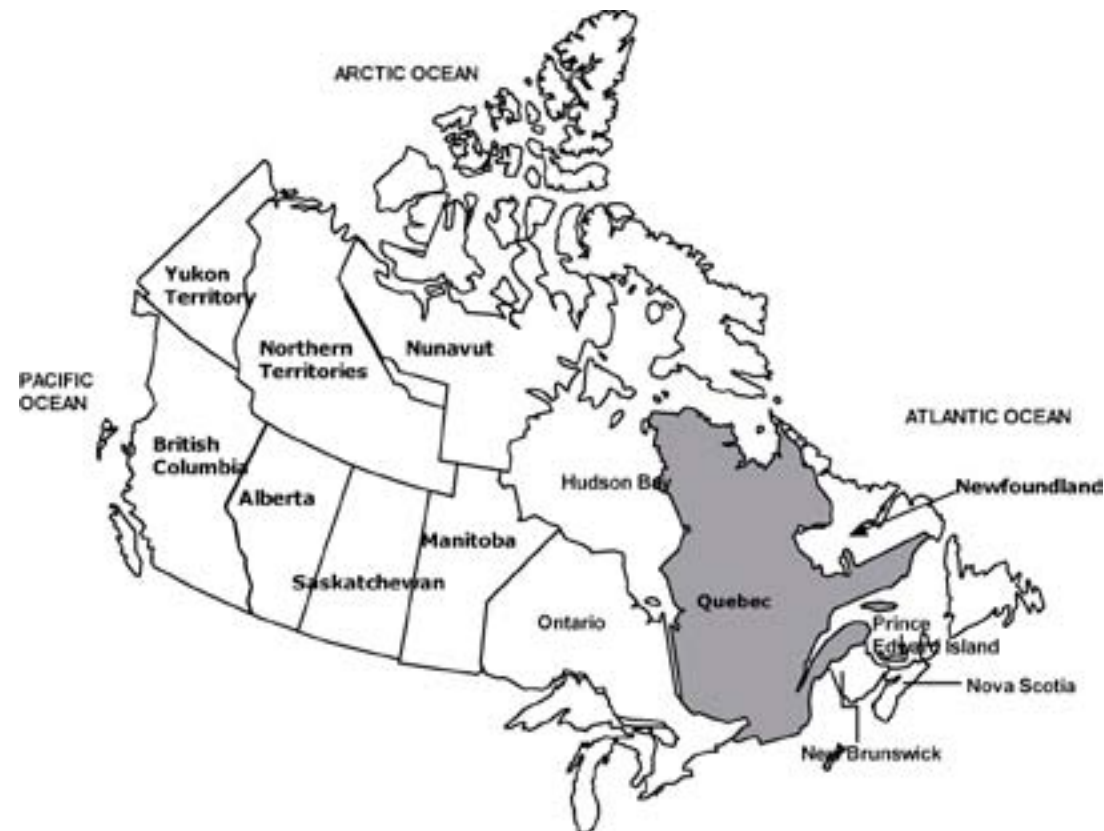 ARCTIC OCEAN
Yukon
Territory
Northern
Territories
Nunavut
PACIFIC
OCEAN
ATLANTIC OCEAN
British
Columbia
Hudson Bay
Newfoundland
Alberta
Manitoba
Saskatchewan
Quebec
Ontario
Prince
Edward Island
Nova Scotia
New Brunswick